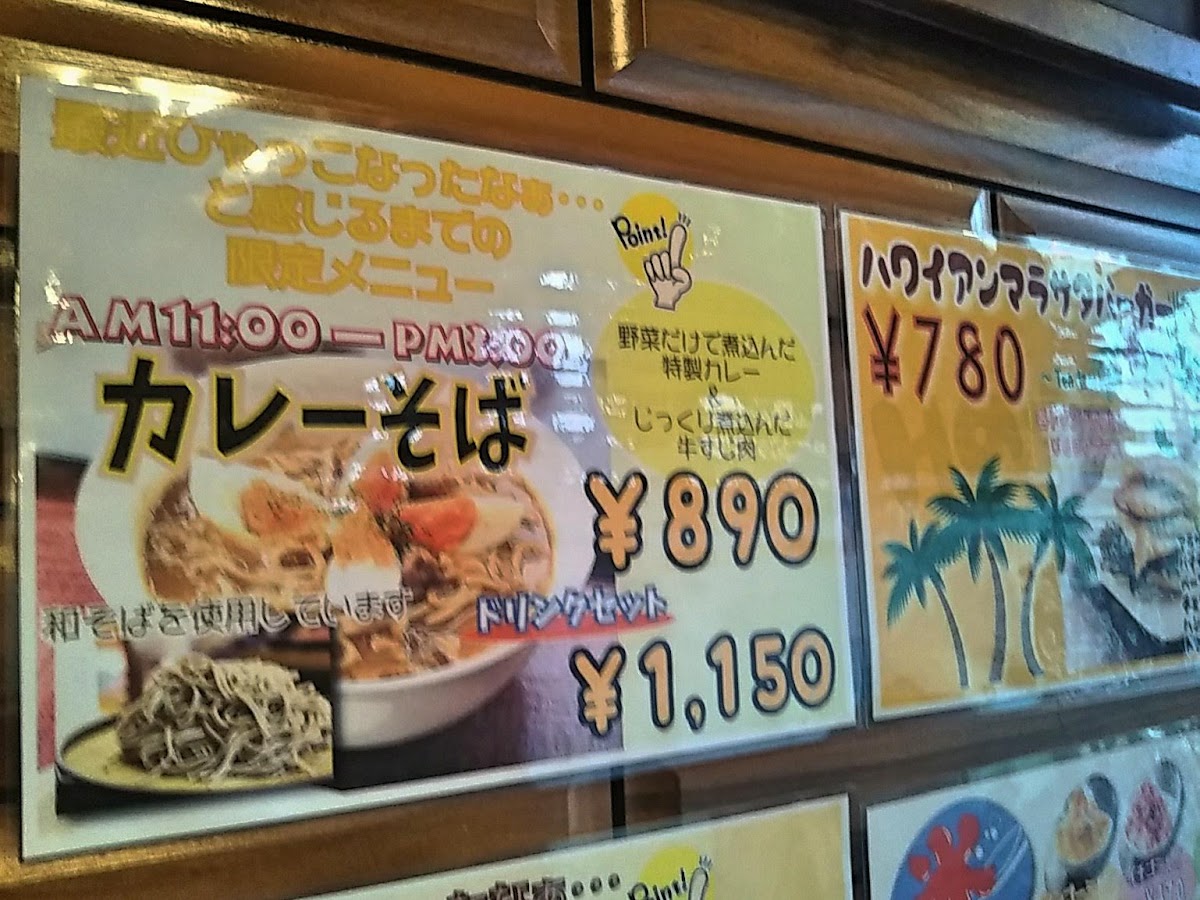 最近ひやっこなったなぁ・・・
と感じるまでの
限定メニュー
AM11:00 ― PM3:00
カレーそば
Point!
野菜だけで煮込んだ
特製カレー
&
じっくり煮込んだ
牛すじ肉
¥890
和そばを使用しています
ドリンクセット
¥1,150
ハワイアンマラサダバーガー
¥780
Point!